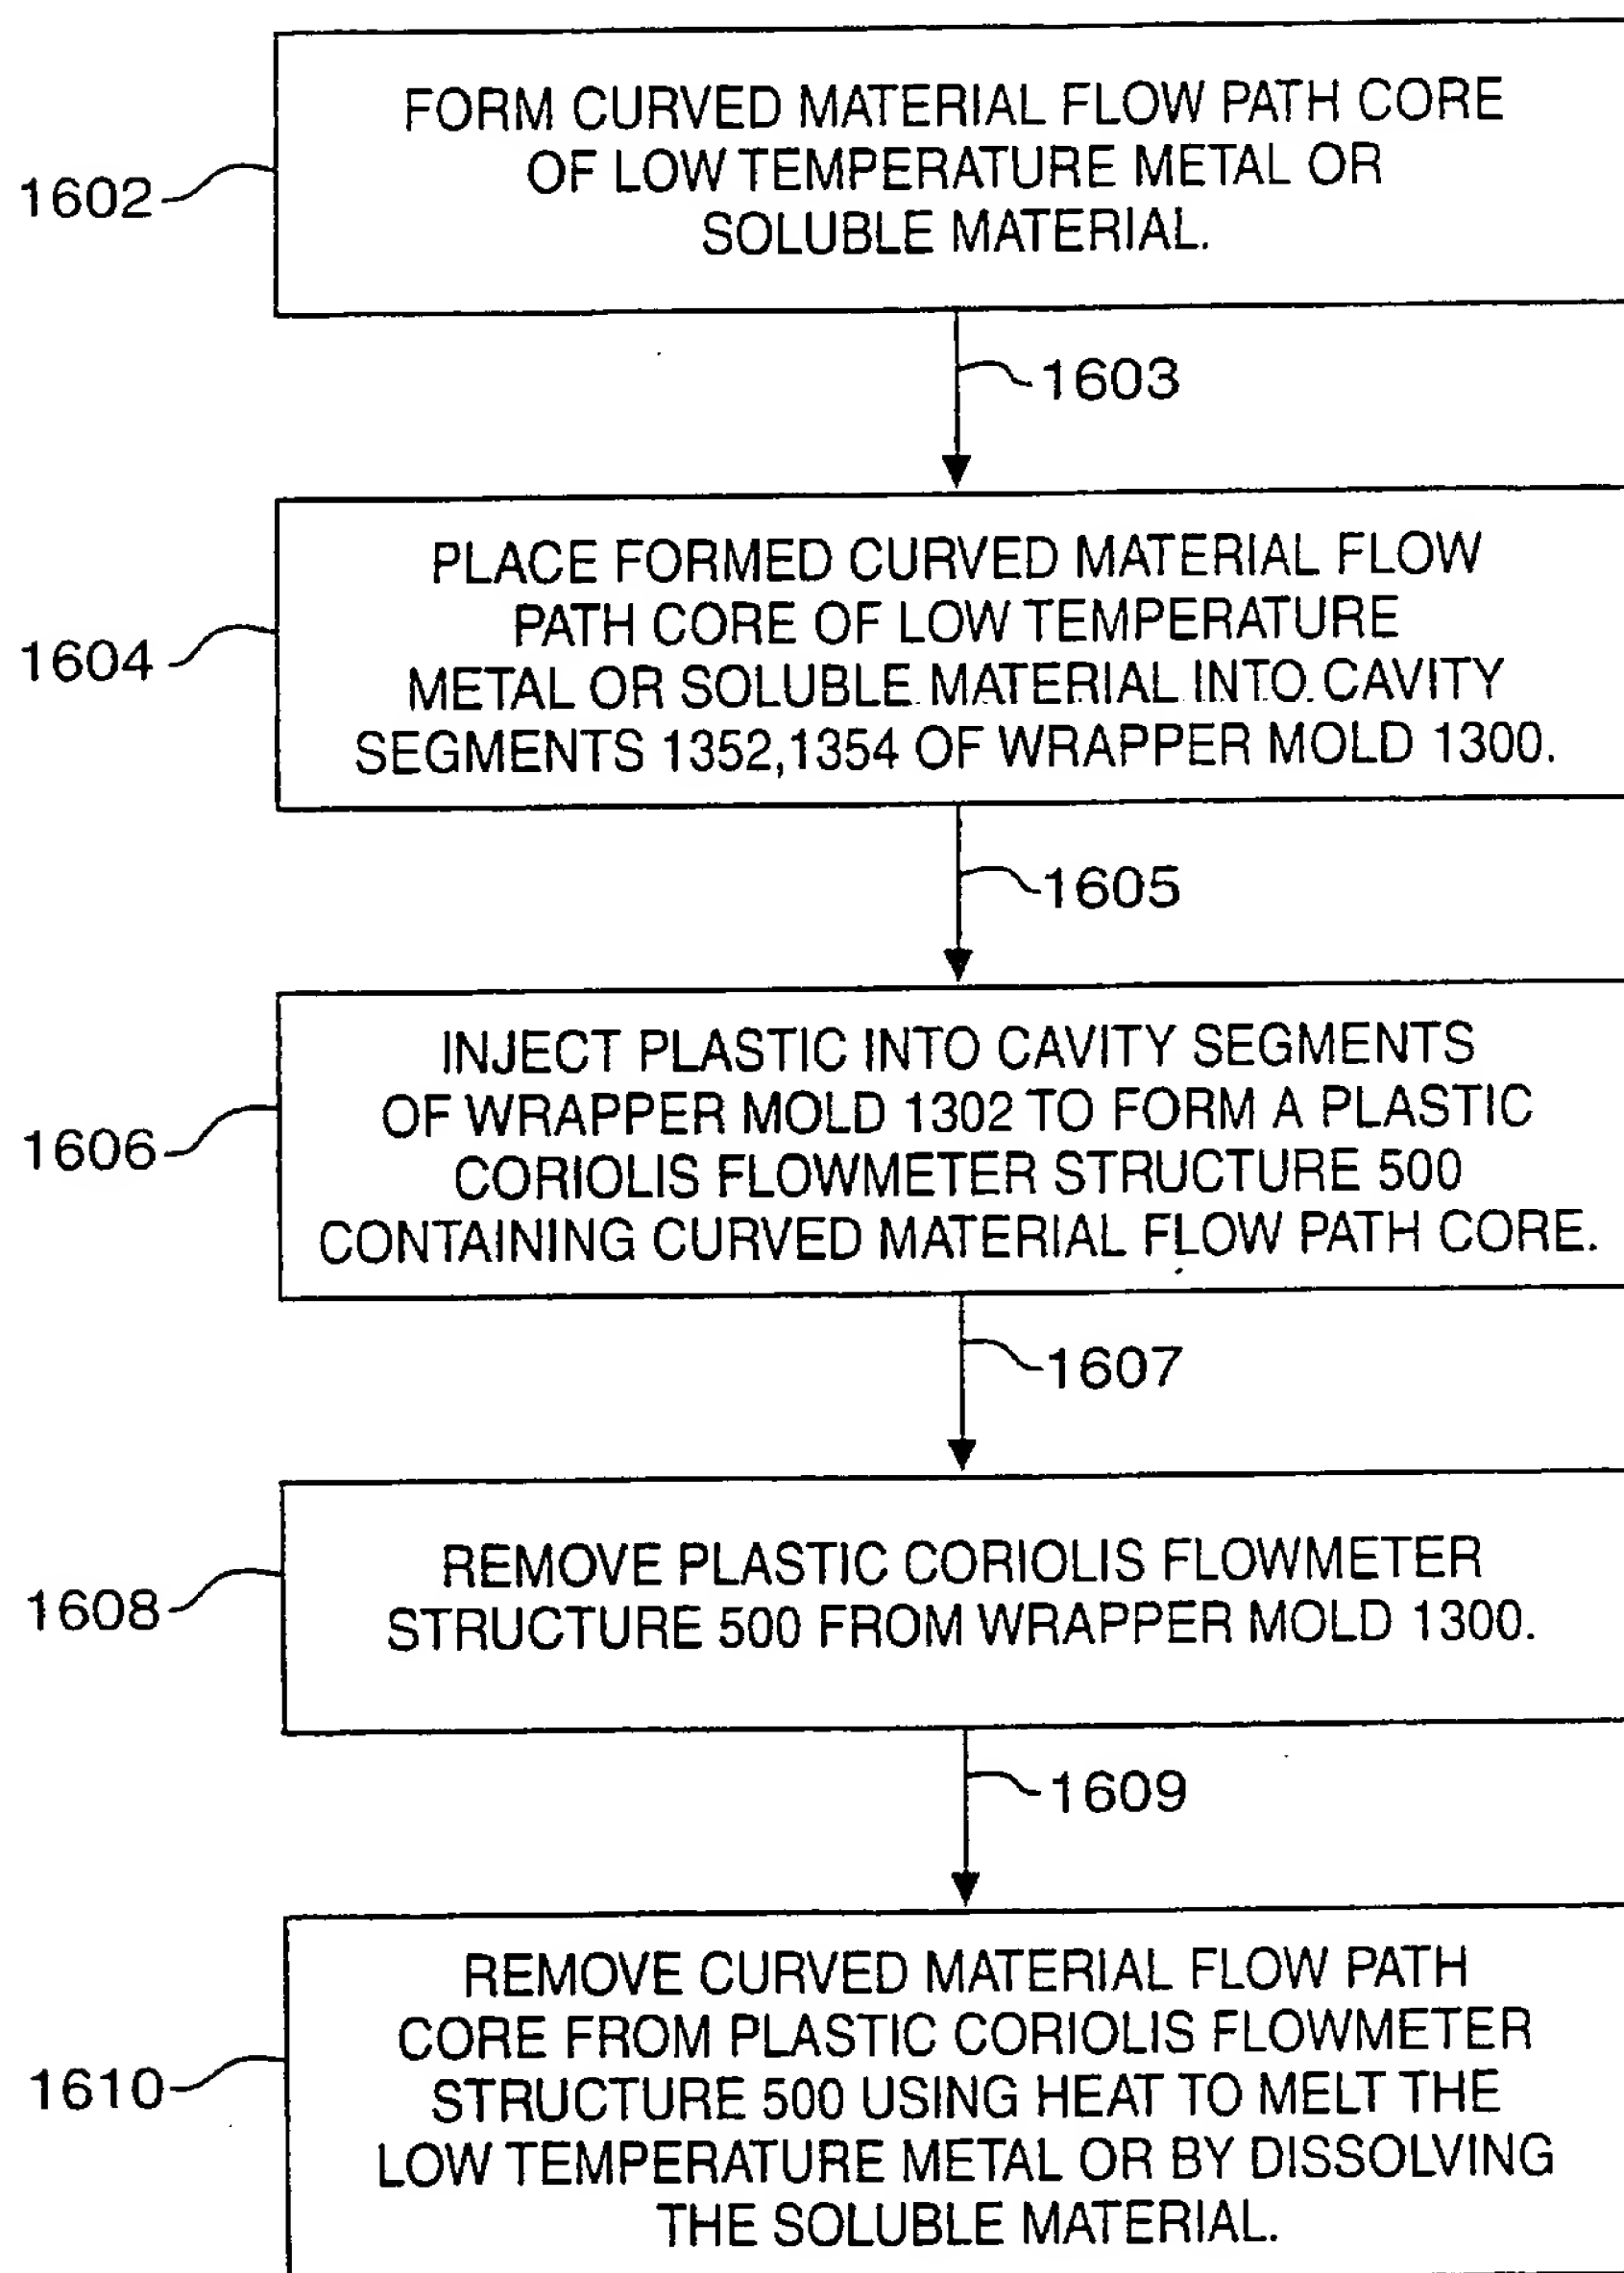 FORM CURVED MATERIAL FLOW PATH CORE
OF LOW TEMPERATURE METAL OR
SOLUBLE MATERIAL.
1602
1603
PLACE FORMED CURVED MATERIAL FLOW
PATH CORE OF LOW TEMPERATURE
METAL OR SOLUBLE MATERIAL INTO CAVITY
SEGMENTS 1352,1354 OF WRAPPER MOLD 1300.
1604
1605
INJECT PLASTIC INTO CAVITY SEGMENTS
OF WRAPPER MOLD 1302 TO FORM A PLASTIC
CORIOLIS FLOWMETER STRUCTURE 500
CONTAINING CURVED MATERIAL FLOW PATH CORE.
1606
1607
REMOVE PLASTIC CORIOLIS FLOWMETER
STRUCTURE 500 FROM WRAPPER MOLD 1300.
1608
1609
REMOVE CURVED MATERIAL FLOW PATH
CORE FROM PLASTIC CORIOLIS FLOWMETER
STRUCTURE 500 USING HEAT TO MELT THE
LOW TEMPERATURE METAL OR BY DISSOLVING
THE SOLUBLE MATERIAL.
1610